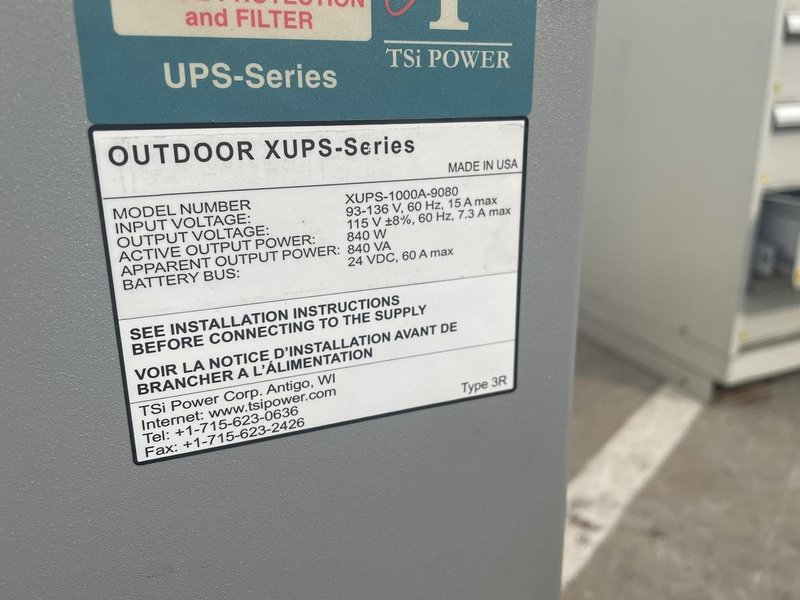 PROTECTION
and FILTER
TSi POWER
UPS-Series
OUTDOOR XUPS-Series
MADE IN USA
MODEL NUMBER XUPS-1000A-9080
INPUT VOLTAGE: 93-136 V, 60 Hz, 15 A max
OUTPUT VOLTAGE: 115 V ±8%, 60 Hz, 7.3 A max
ACTIVE OUTPUT POWER: 840 W
APPARENT OUTPUT POWER: 840 VA
BATTERY BUS: 24 VDC, 60 A max
SEE INSTALLATION INSTRUCTIONS
BEFORE CONNECTING TO THE SUPPLY
VOIR LA NOTICE D'INSTALLATION AVANT DE
BRANCHER A L'ÁLIMENTATION
TSi Power Corp. Antigo, WI
Internet: www.tsipower.com
Tel: +1-715-623-0636
Fax: +1-715-623-2426
Type 3R